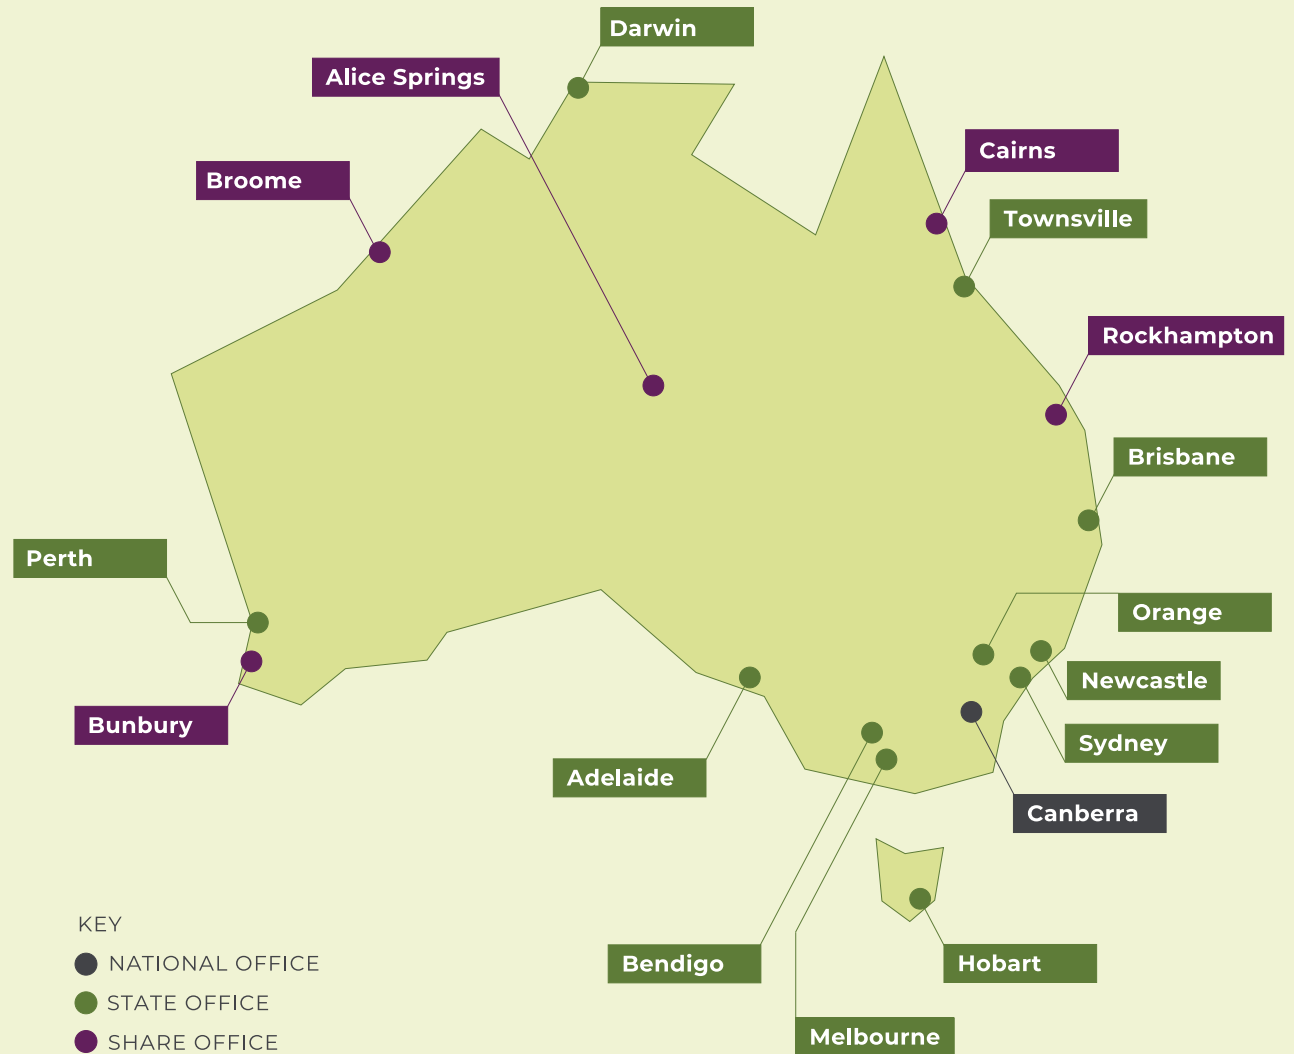 Darwin
Alice Springs
Cairns
Broome
Townsville
Rockhampton
Brisbane
Perth
Orange
Newcastle
Bunbury
Sydney
Adelaide
Canberra
KEY
NATIONAL OFFICE
Bendigo
Hobart
STATE OFFICE
Melbourne
SHARE OFFICE